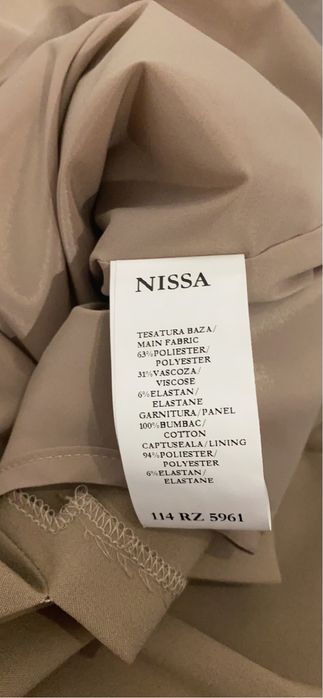 NISSA
TESATURA BAZA/
MAIN FABRIC
63%POLIESTER/
POLYESTER
31%VASCOZA/
VISCOSE
6%ELASTAN/
ELASTANE
GARNITURA/PANEL
100%BUMBAC/
COTTON
CAPTUSEALA/LINING
94%POLIESTER/
POLYESTER
6%ELASTAN/
ELASTANE
114 RZ 5961